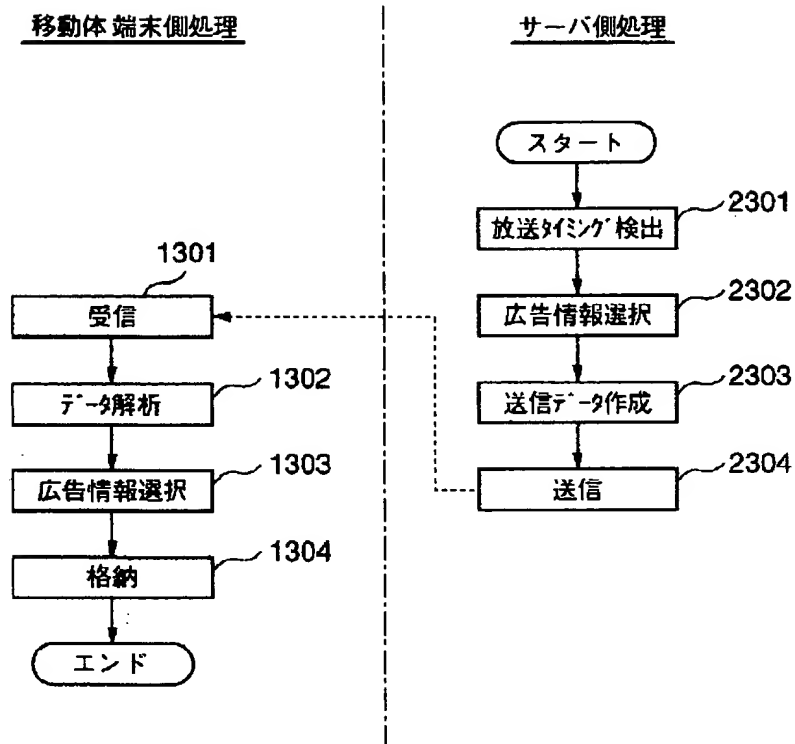 移動体端末側処理
サーバ側処理
スタート
2301
放送タイミング検出
2302
広告情報選択
2303
送信データ作成
2304
送信
1301
受信
1302
データ解析
1303
広告情報選択
1304
格納
エンド